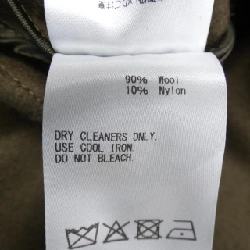 90% Wool
10% Nylon
DRY CLEANERS ONLY.
USE COOL IRON.
DO NOT BLEACH.